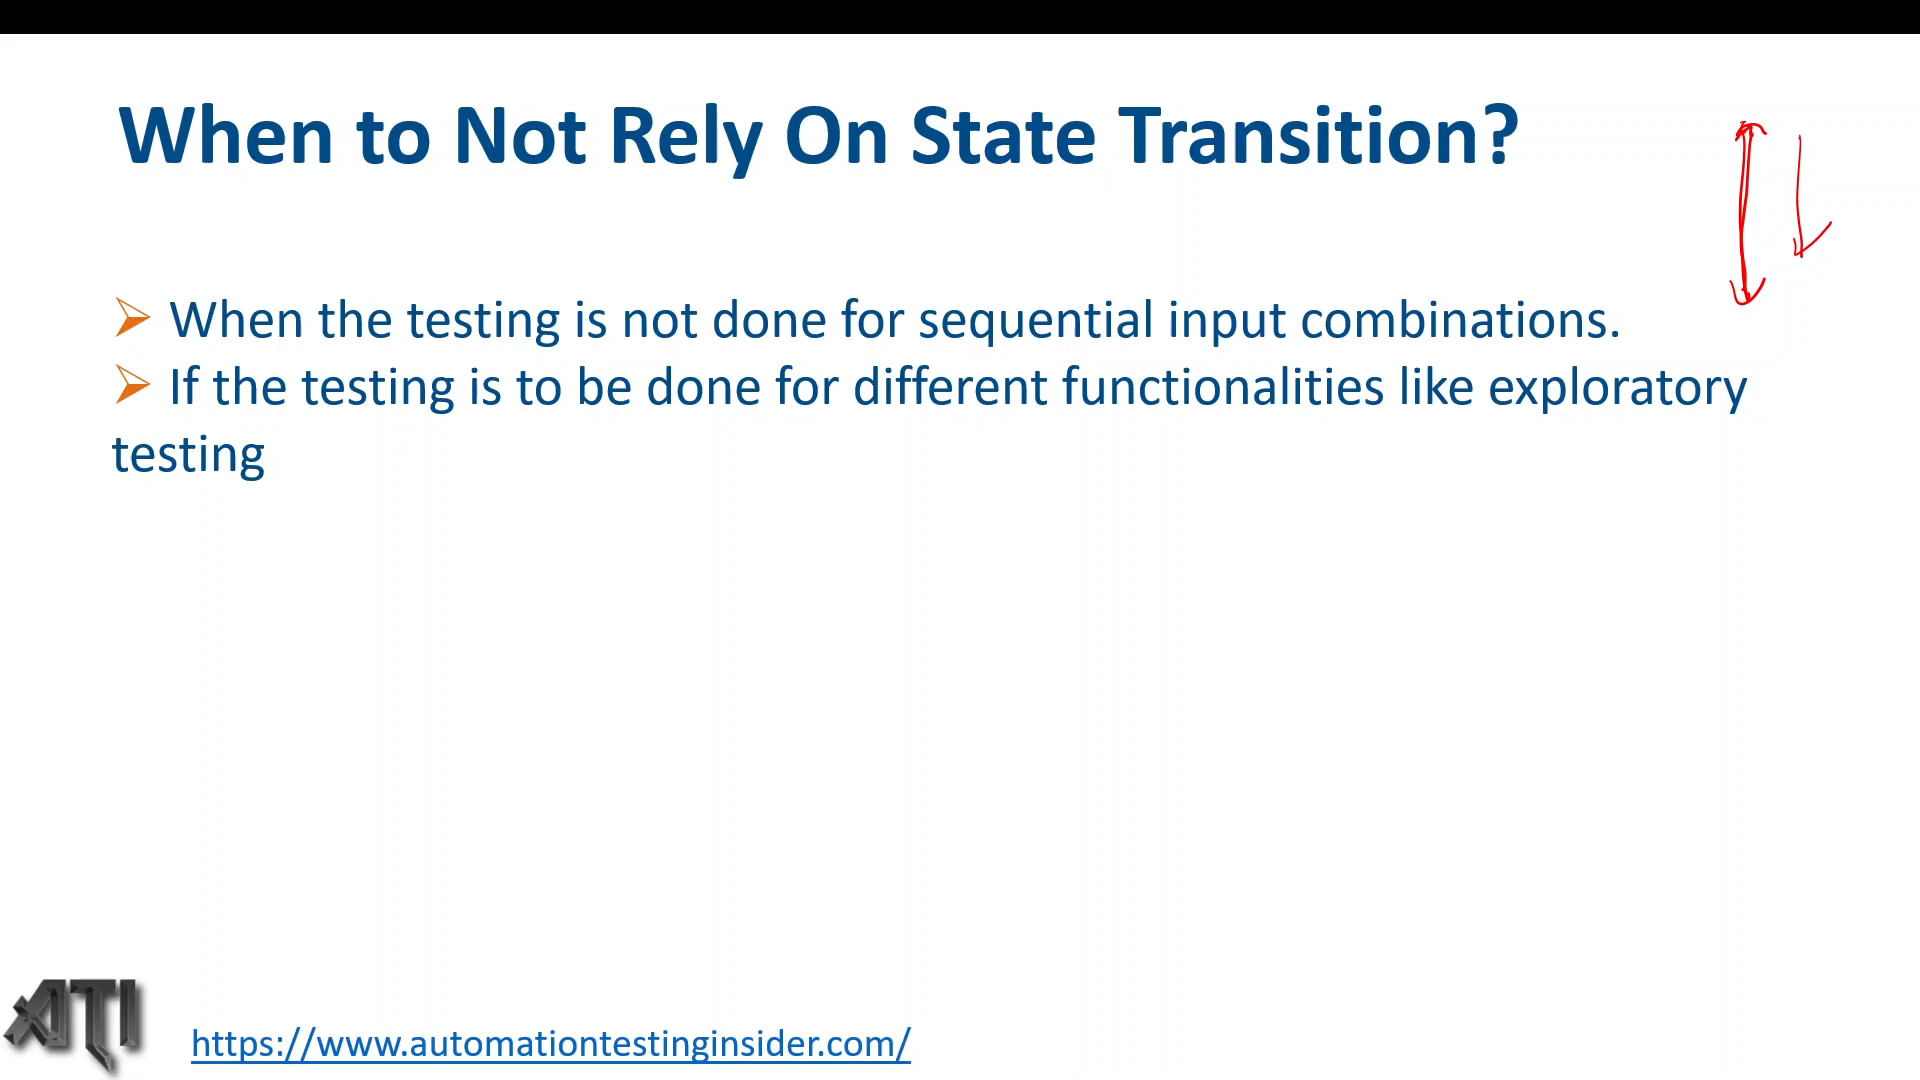 When to Not Rely On State Transition?
➢ When the testing is not done for sequential input combinations.
➢ If the testing is to be done for different functionalities like exploratory
testing
ATI
https://www.automationtestinginsider.com/